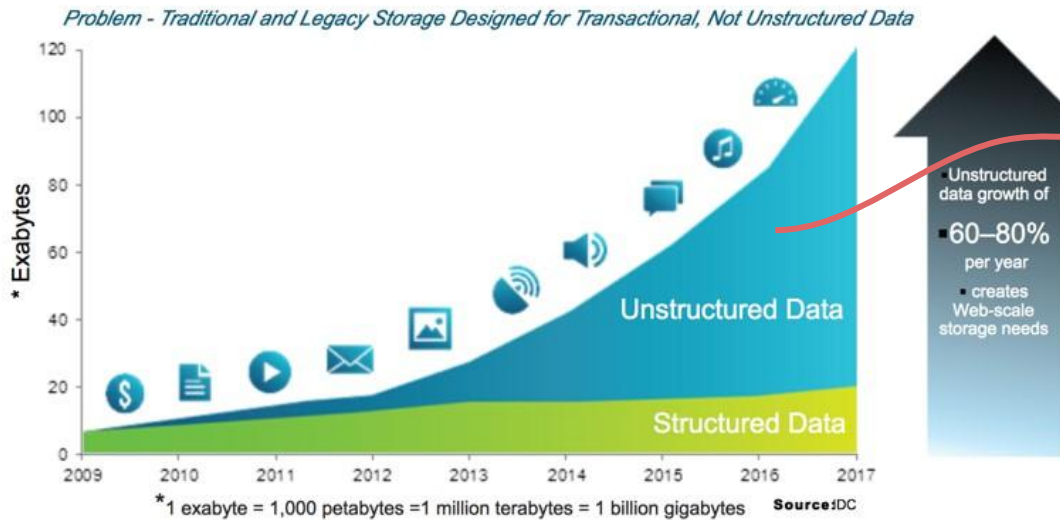 Problem - Traditional and Legacy Storage Designed for Transactional, Not Unstructured Data
120
100
80
60
40
20
0
* Exabytes
$
Unstructured Data
Structured Data
2009 2010 2011 2012 2013 2014 2015 2016 2017
*1 exabyte = 1,000 petabytes =1 million terabytes = 1 billion gigabytes
Source:IDC
▪Unstructured
data growth of
▪60–80%
per year
▪ creates
Web-scale
storage needs